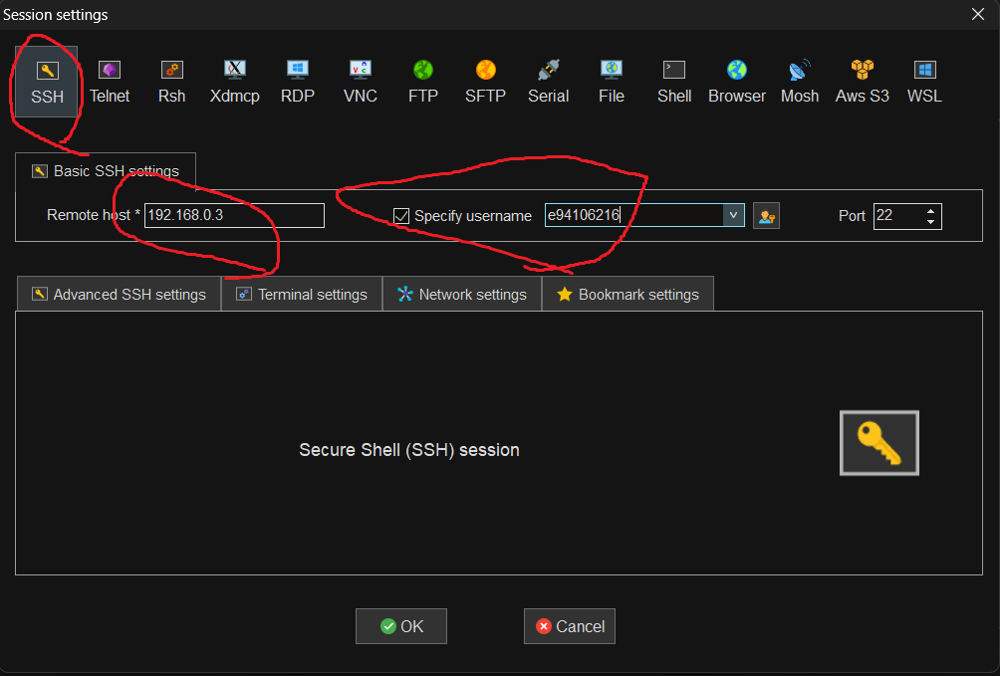 Session settings
SSH Telnet Rsh Xdmcp RDP VNC FTP SFTP Serial File Shell Browser Mosh Aws S3 WSL
Basic SSH settings
Remote host * 192.168.0.3 Specify username e94106216 Port 22
Advanced SSH settings Terminal settings Network settings Bookmark settings
Secure Shell (SSH) session
OK Cancel